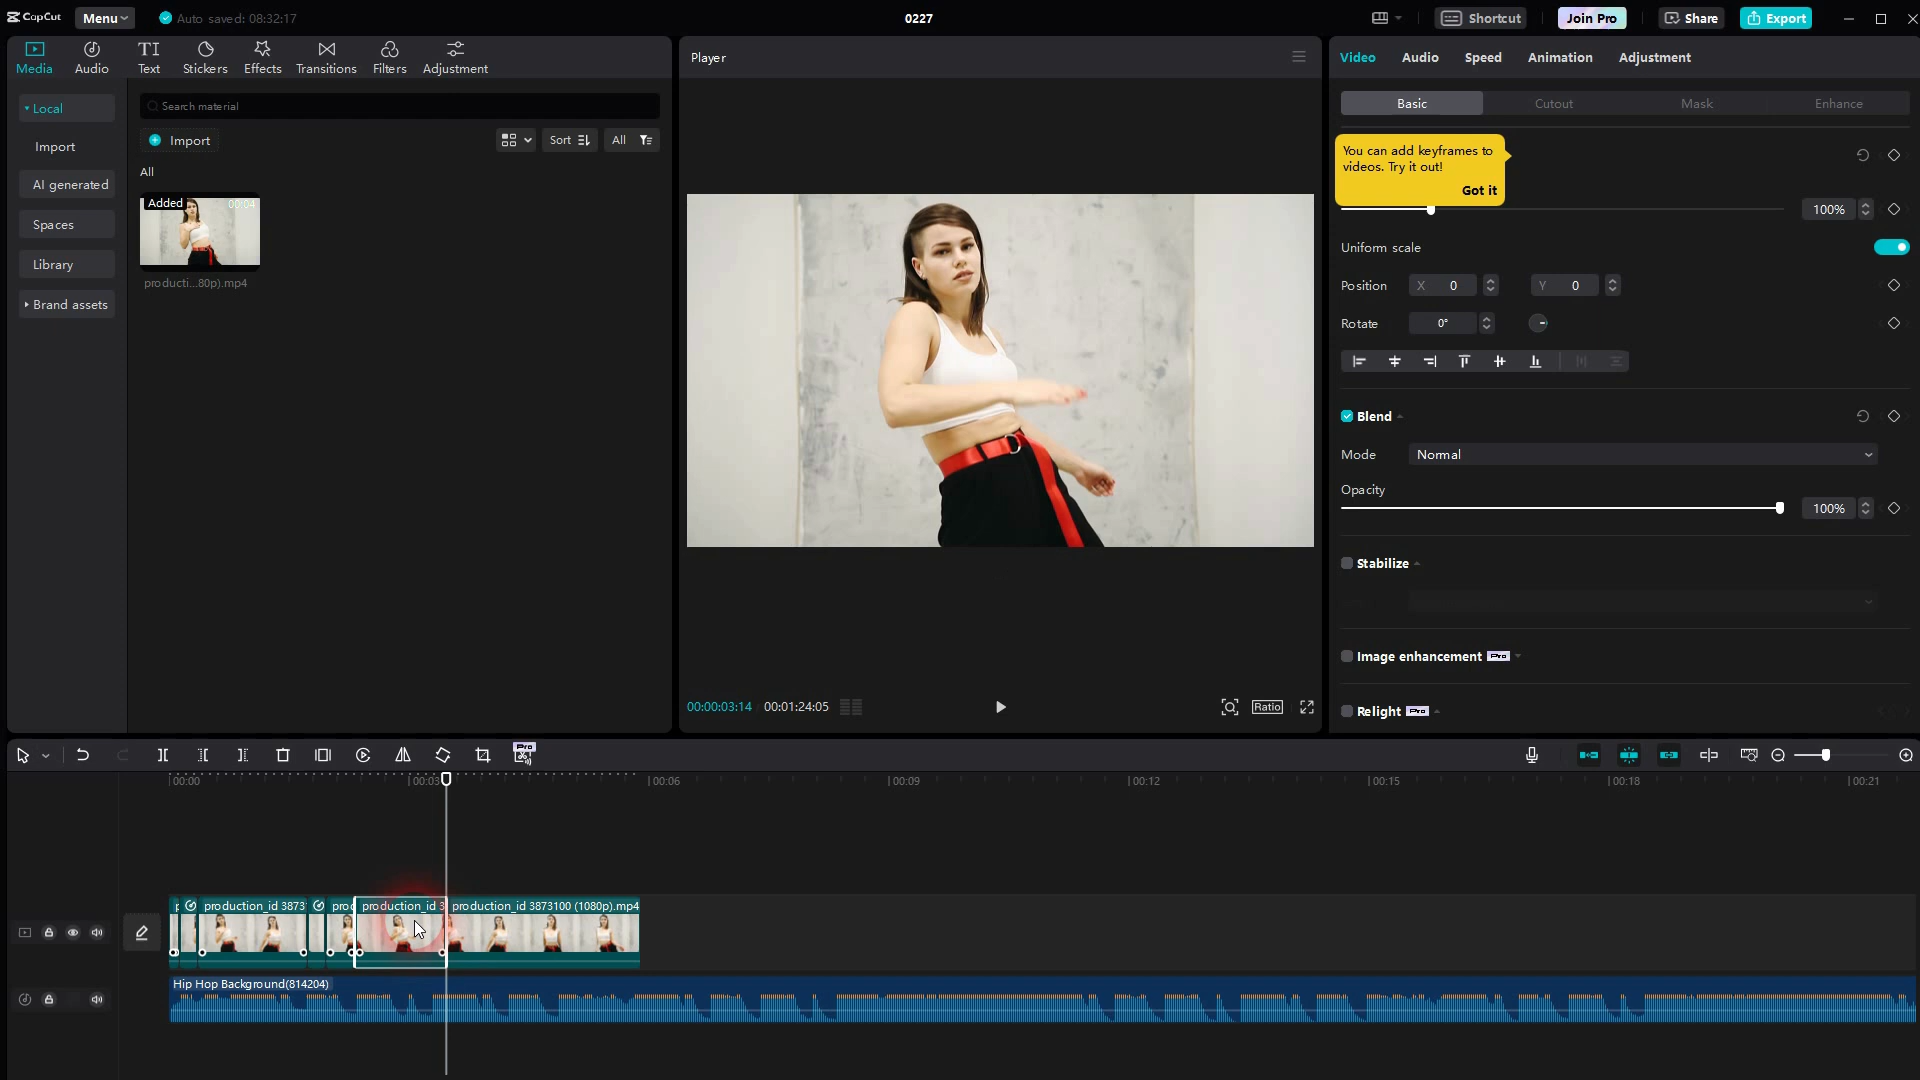 CapCut
Menu
Auto saved: 08:32:17
0227
Shortcut
Join Pro
Share
Export
Media
Audio
Text
Stickers
Effects
Transitions
Filters
Adjustment
Local
Import
AI generated
Spaces
Library
Brand assets
Search material
Import
Sort
All
All
Added
00:04
producti...80p).mp4
Player
00:00:03:14
00:01:24:05
Ratio
Video
Audio
Speed
Animation
Adjustment
Basic
Cutout
Mask
Enhance
You can add keyframes to
videos. Try it out!
Got it
100%
Uniform scale
Position
X 0
Y 0
Rotate
0°
Blend
Mode
Normal
Opacity
100%
Stabilize
Image enhancement Pro
Relight Pro
Pro
00:00
00:03
00:06
00:09
00:12
00:15
00:18
00:21
production_id 3873
production_id 3
production_id 3873100 (1080p).mp4
Hip Hop Background(814204)